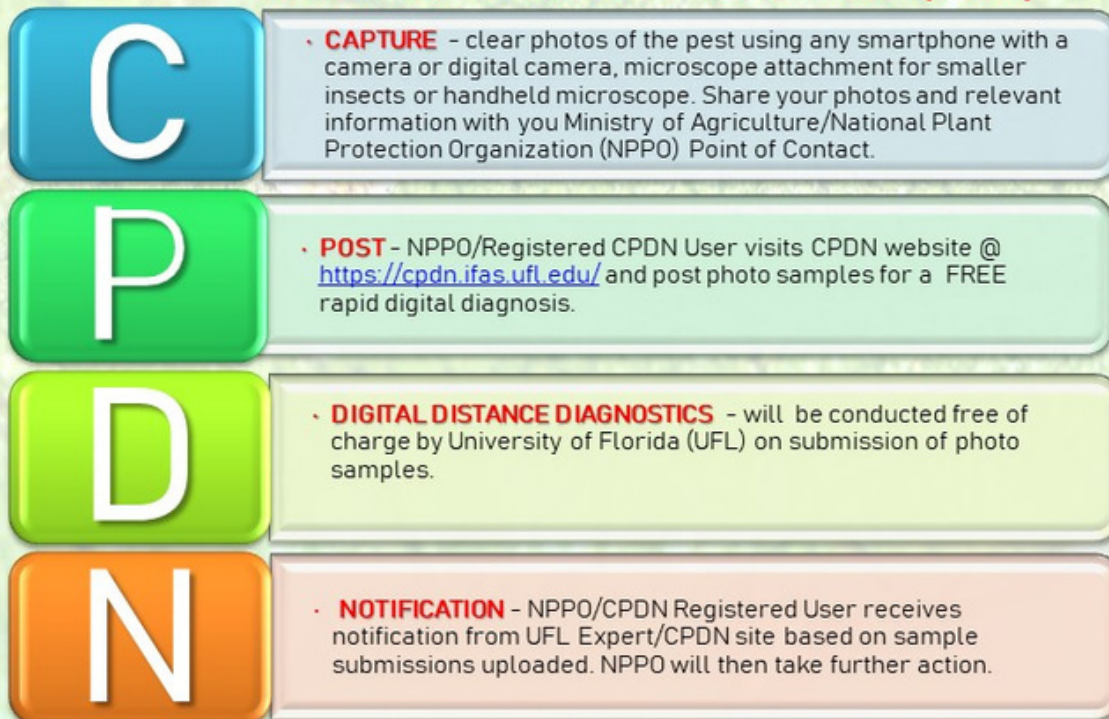 C
· CAPTURE - clear photos of the pest using any smartphone with a
camera or digital camera, microscope attachment for smaller
insects or handheld microscope. Share your photos and relevant
information with you Ministry of Agriculture/National Plant
Protection Organization (NPPO) Point of Contact.
P
· POST - NPPO/Registered CPDN User visits CPDN website @
https://cpdn.ifas.ufl.edu/ and post photo samples for a FREE
rapid digital diagnosis.
D
· DIGITAL DISTANCE DIAGNOSTICS - will be conducted free of
charge by University of Florida (UFL) on submission of photo
samples.
N
· NOTIFICATION - NPPO/CPDN Registered User receives
notification from UFL Expert/CPDN site based on sample
submissions uploaded. NPPO will then take further action.